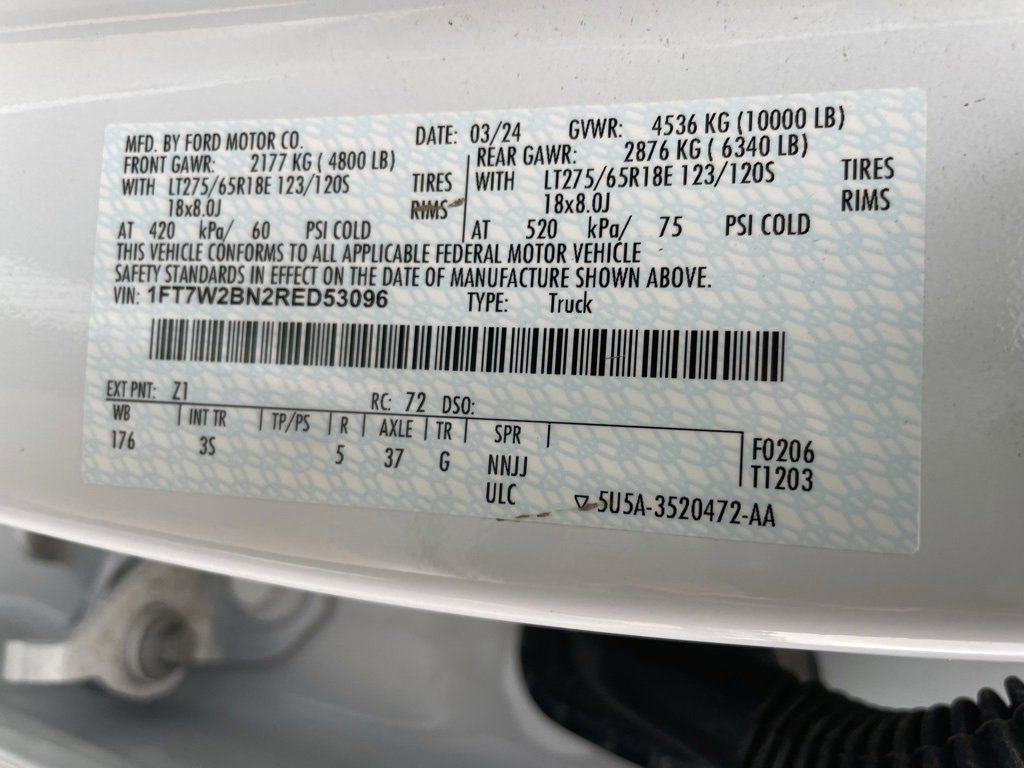 MFD. BY FORD MOTOR CO. DATE: 03/24 GVWR: 4536 KG (10000 LB)
FRONT GAWR: 2177 KG ( 4800 LB) REAR GAWR: 2876 KG ( 6340 LB)
WITH LT275/65R18E 123/120S TIRES WITH LT275/65R18E 123/120S TIRES
18x8.0J RIMS 18x8.0J RIMS
AT 420 kPa/ 60 PSI COLD AT 520 kPa/ 75 PSI COLD
THIS VEHICLE CONFORMS TO ALL APPLICABLE FEDERAL MOTOR VEHICLE
SAFETY STANDARDS IN EFFECT ON THE DATE OF MANUFACTURE SHOWN ABOVE.
VIN: 1FT7W2BN2RED53096 TYPE: Truck
EXT PNT: Z1 RC: 72 DSO:
WB INT TR TP/PS R AXLE TR SPR
176 3S 5 37 G NNJJ F0206
ULC T1203
5U5A-3520472-AA